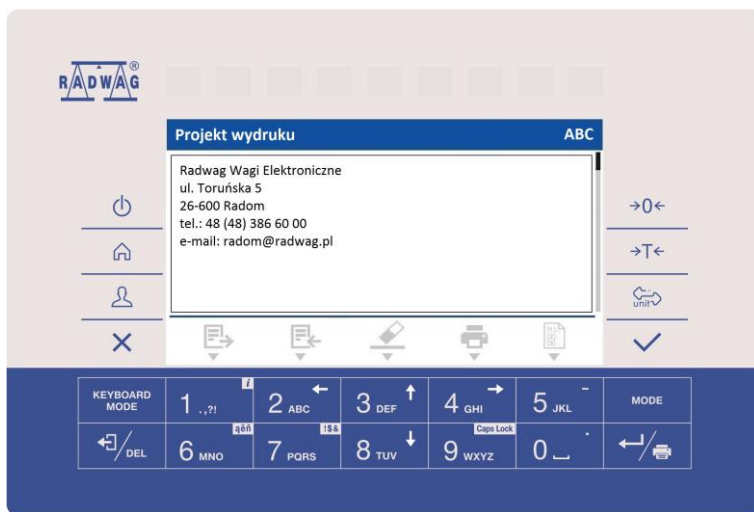 RADWAG®
Projekt wydruku ABC
Radwag Wagi Elektroniczne
ul. Toruńska 5
26-600 Radom
tel.: 48 (48) 386 60 00
e-mail: radom@radwag.pl
→0←
→T←
unit
KEYBOARD MODE
1 .,?! i
2 ABC ←
3 DEF ↑
4 GHI →
5 JKL -
MODE
DEL
6 MNO ąëñ
7 PQRS !$&
8 TUV ↓
9 WXYZ Caps Lock
0 .